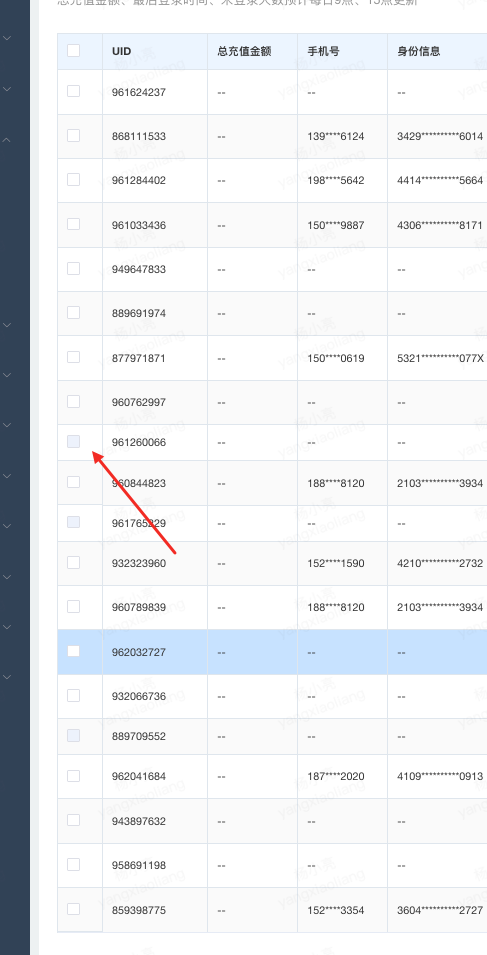 总充值金额、最后登录时间、未登录天数预计每日9点、15点更新
UID 总充值金额 手机号 身份信息
961624237 -- -- --
868111533 -- 139****6124 3429**********6014
961284402 -- 198****5642 4414**********5664
961033436 -- 150****9887 4306**********8171
949647833 -- -- --
889691974 -- -- --
877971871 -- 150****0619 5321**********077X
960762997 -- -- --
961260066 -- -- --
960844823 -- 188****8120 2103**********3934
961765229 -- -- --
932323960 -- 152****1590 4210**********2732
960789839 -- 188****8120 2103**********3934
962032727 -- -- --
932066736 -- -- --
889709552 -- -- --
962041684 -- 187****2020 4109**********0913
943897632 -- -- --
958691198 -- -- --
859398775 -- 152****3354 3604**********2727
杨小亮
yangxiaoliang